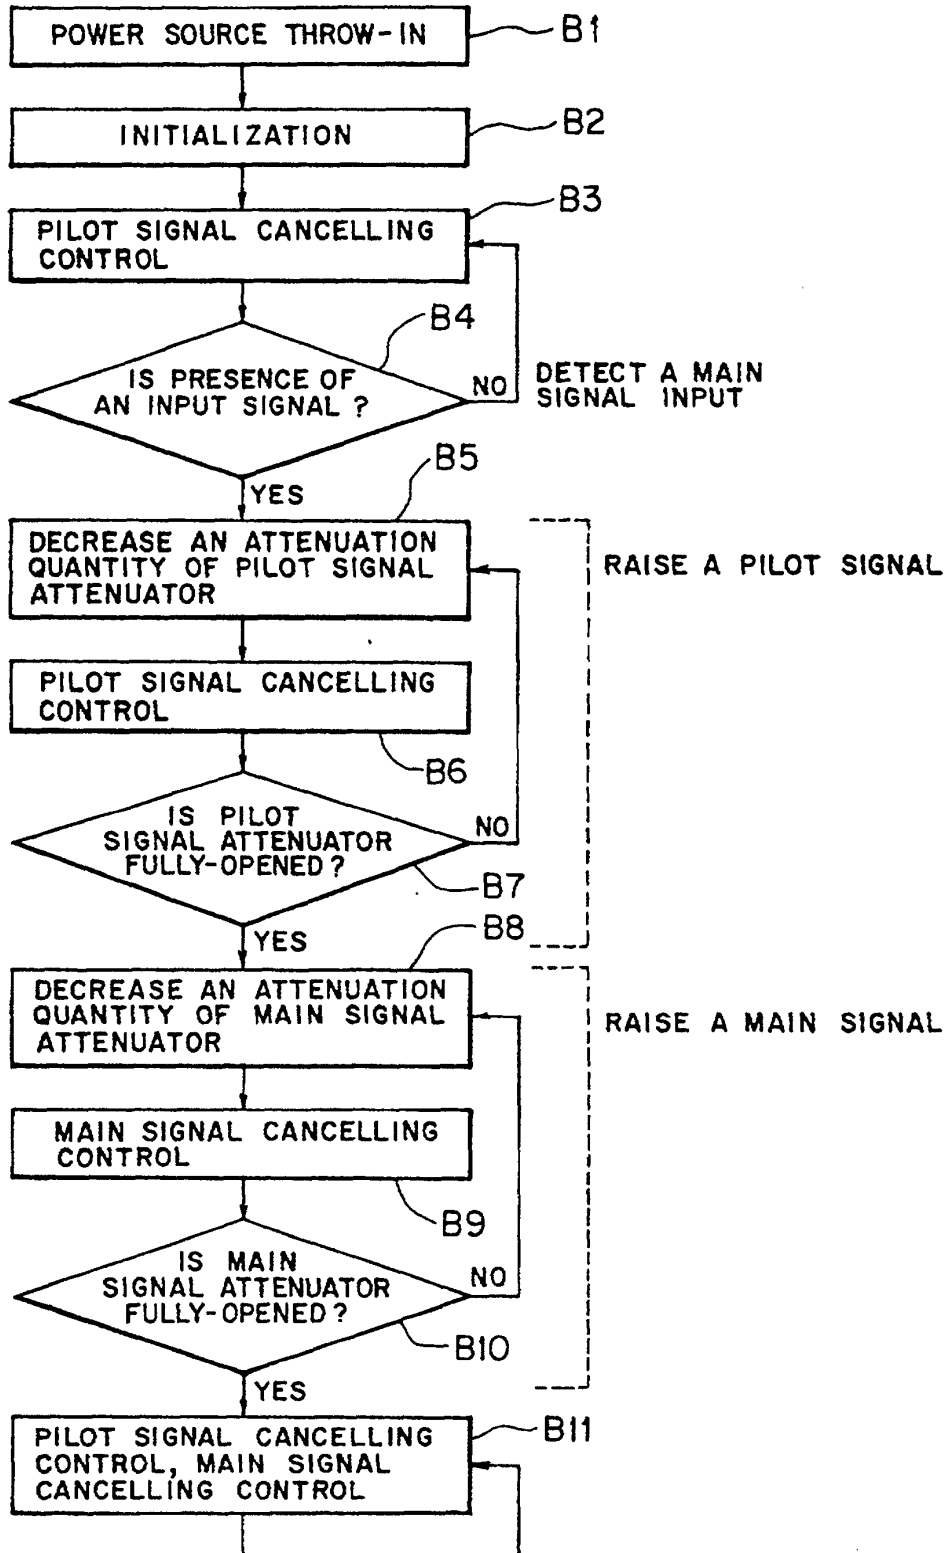 POWER SOURCE THROW-IN
B1
INITIALIZATION
B2
B3
PILOT SIGNAL CANCELLING
CONTROL
B4
IS PRESENCE OF
AN INPUT SIGNAL ?
NO
DETECT A MAIN
SIGNAL INPUT
YES
B5
DECREASE AN ATTENUATION
QUANTITY OF PILOT SIGNAL
ATTENUATOR
RAISE A PILOT SIGNAL
PILOT SIGNAL CANCELLING
CONTROL
B6
IS PILOT
SIGNAL ATTENUATOR
FULLY-OPENED ?
NO
B7
YES
B8
DECREASE AN ATTENUATION
QUANTITY OF MAIN SIGNAL
ATTENUATOR
RAISE A MAIN SIGNAL
MAIN SIGNAL CANCELLING
CONTROL
B9
IS MAIN
SIGNAL ATTENUATOR
FULLY-OPENED ?
NO
B10
YES
B11
PILOT SIGNAL CANCELLING
CONTROL, MAIN SIGNAL
CANCELLING CONTROL